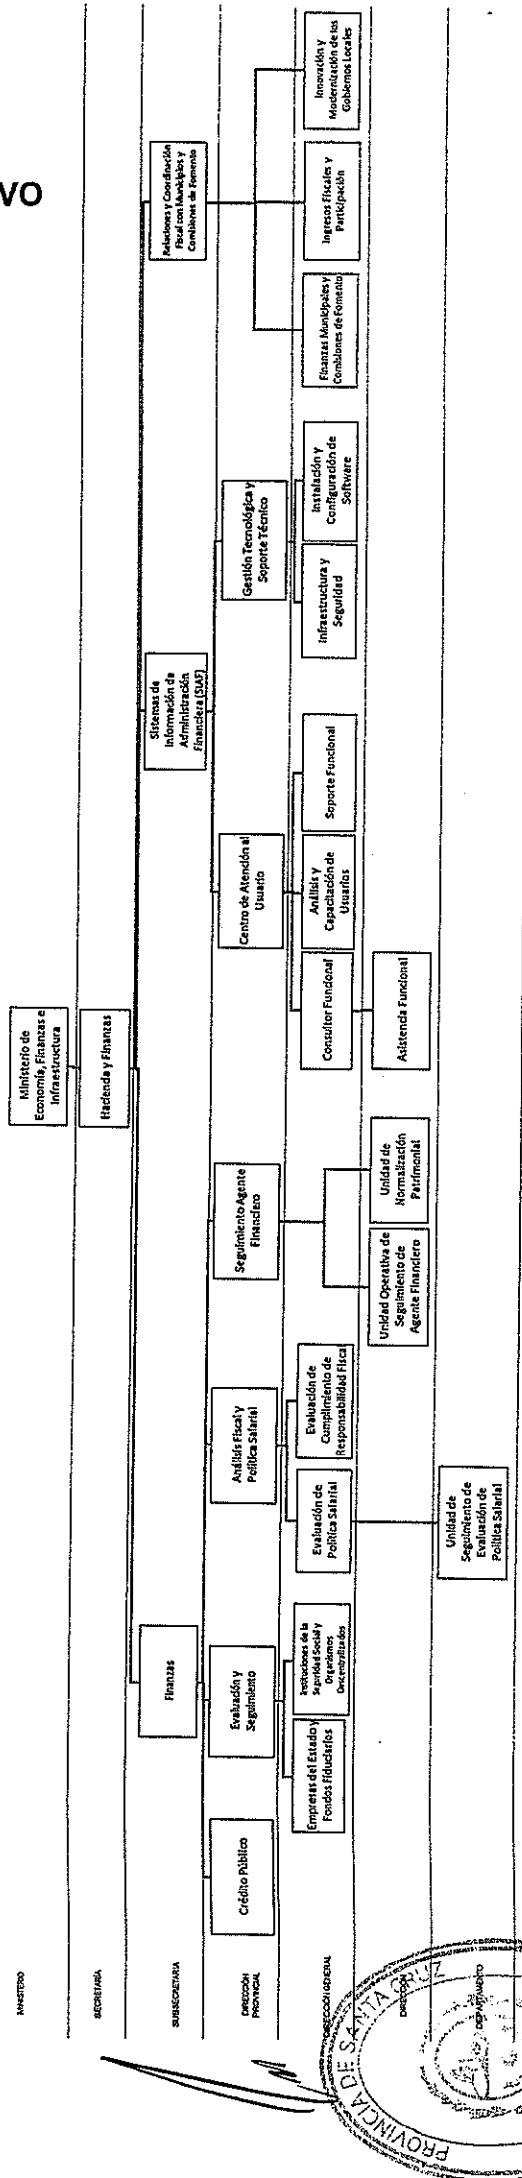 VO
MINISTERIO
SECRETARÍA
SUBSECRETARIA
DIRECCIÓN
PROVINCIAL
DIRECCIÓN GENERAL
DIRECCIÓN
DEPARTAMENTO
Ministerio de
Economía, Finanzas e
Infraestructura
Hacienda y Finanzas
Finanzas
Sistemas de
Información de
Administración
Financiera (SIAF)
Relaciones y Coordinación
Fiscal con Municipios y
Comisiones de Fomento
Crédito Público
Evaluación y
Seguimiento
Análisis Fiscal y
Política Salarial
Seguimiento Agente
Financiero
Centro de Atención al
Usuario
Gestión Tecnológica y
Soporte Técnico
Empresas del Estado y
Fondos Fiduciarios
Instituciones de la
Seguridad Social y
Organismos
Descentralizados
Evaluación de
Política Salarial
Evaluación de
Cumplimiento de
Responsabilidad Fisca
Consultor Funcional
Análisis y
Capacitación de
Usuarios
Soporte Funcional
Infraestructura y
Seguridad
Instalación y
Configuración de
Software
Finanzas Municipales y
Comisiones de Fomento
Ingresos Fiscales y
Participación
Innovación y
Modernización de los
Gobiernos Locales
Unidad Operativa de
Seguimiento de
Agente Financiero
Unidad de
Normalización
Patrimonial
Asistencia Funcional
Unidad de
Seguimiento de
Evaluación de
Política Salarial
PROVINCIA DE SANTA CRUZ